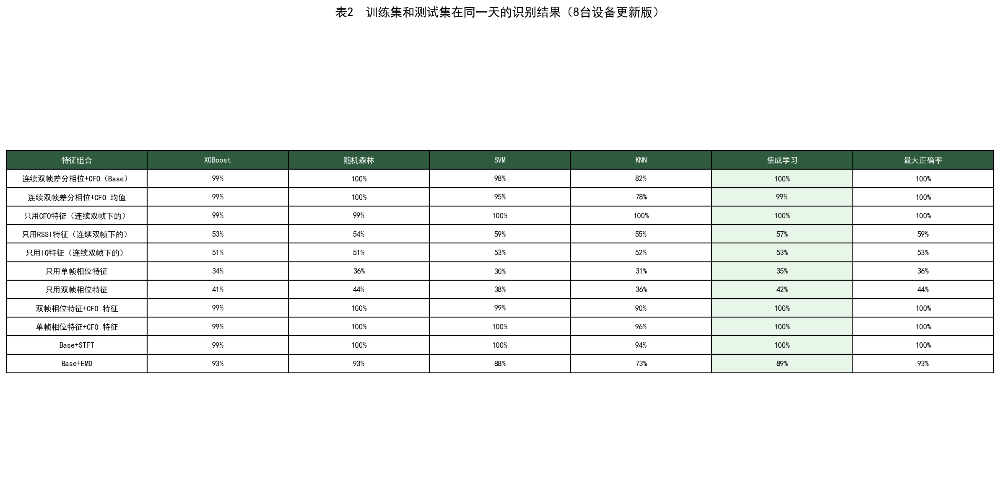 表2 训练集和测试集在同一天的识别结果（8台设备更新版）
特征组合 XGBoost 随机森林 SVM KNN 集成学习 最大正确率
连续双帧差分相位+CFO（Base） 99% 100% 98% 82% 100% 100%
连续双帧差分相位+CFO 均值 99% 100% 95% 78% 99% 100%
只用CFO特征（连续双帧下的） 99% 99% 100% 100% 100% 100%
只用RSSI特征（连续双帧下的） 53% 54% 59% 55% 57% 59%
只用IQ特征（连续双帧下的） 51% 51% 53% 52% 53% 53%
只用单帧相位特征 34% 36% 30% 31% 35% 36%
只用双帧相位特征 41% 44% 38% 36% 42% 44%
双帧相位特征+CFO 特征 99% 100% 99% 90% 100% 100%
单帧相位特征+CFO 特征 99% 100% 100% 96% 100% 100%
Base+STFT 99% 100% 100% 94% 100% 100%
Base+EMD 93% 93% 88% 73% 89% 93%